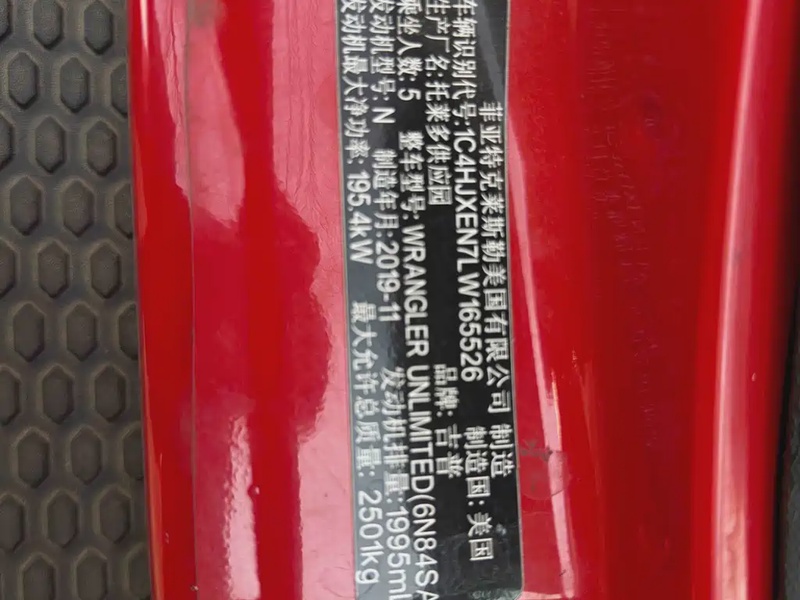 菲亚特克莱斯勒美国有限公司 制造
车辆识别代号:1C4HJXEN7LW165526 制造国: 美国
生产厂名:托莱多供应园 品牌: 吉普
乘坐人数: 5 整车型号: WRANGLER UNLIMITED(6N84SA
发动机型号: N 制造年月: 2019-11 发动机排量:1995ml
发动机最大净功率: 195.4kW 最大允许总质量: 2501kg